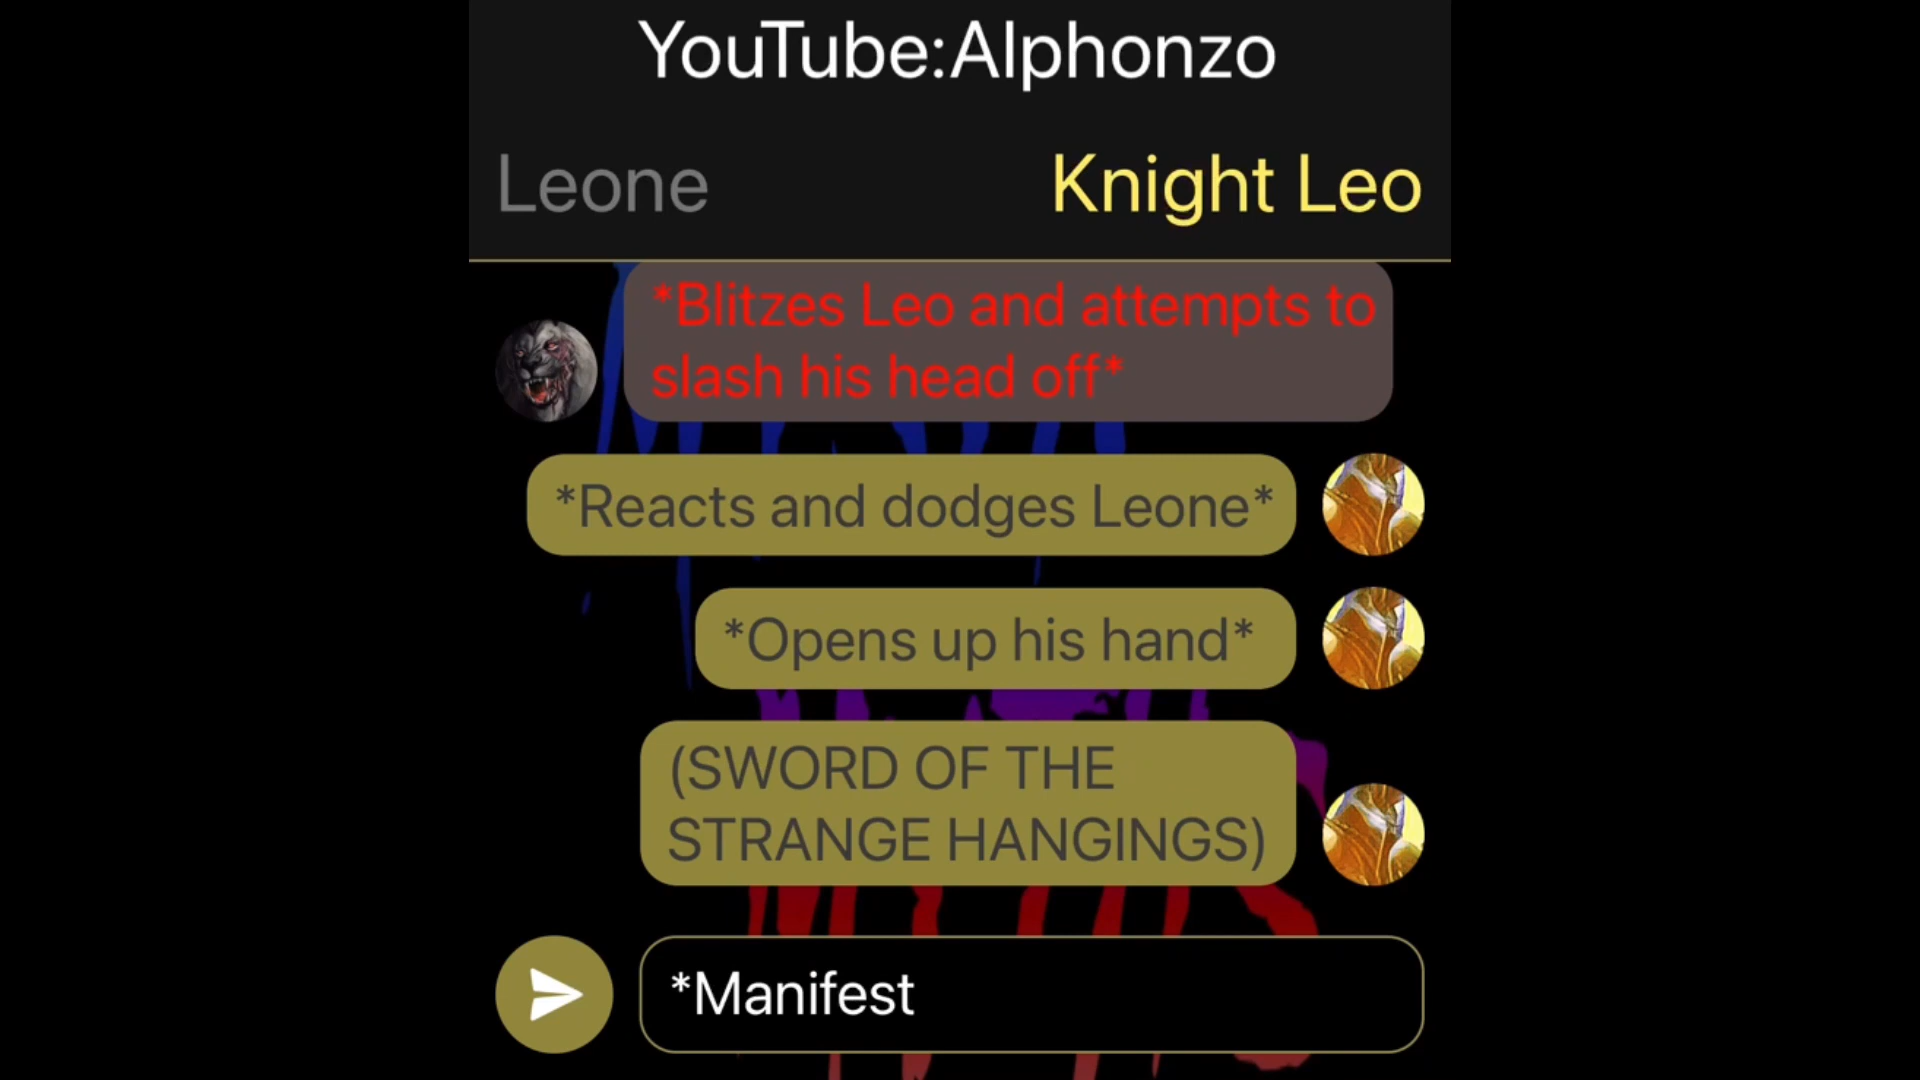 YouTube:Alphonzo
Leone
Knight Leo
*Blitzes Leo and attempts to
slash his head off*
*Reacts and dodges Leone*
*Opens up his hand*
(SWORD OF THE
STRANGE HANGINGS)
*Manifest